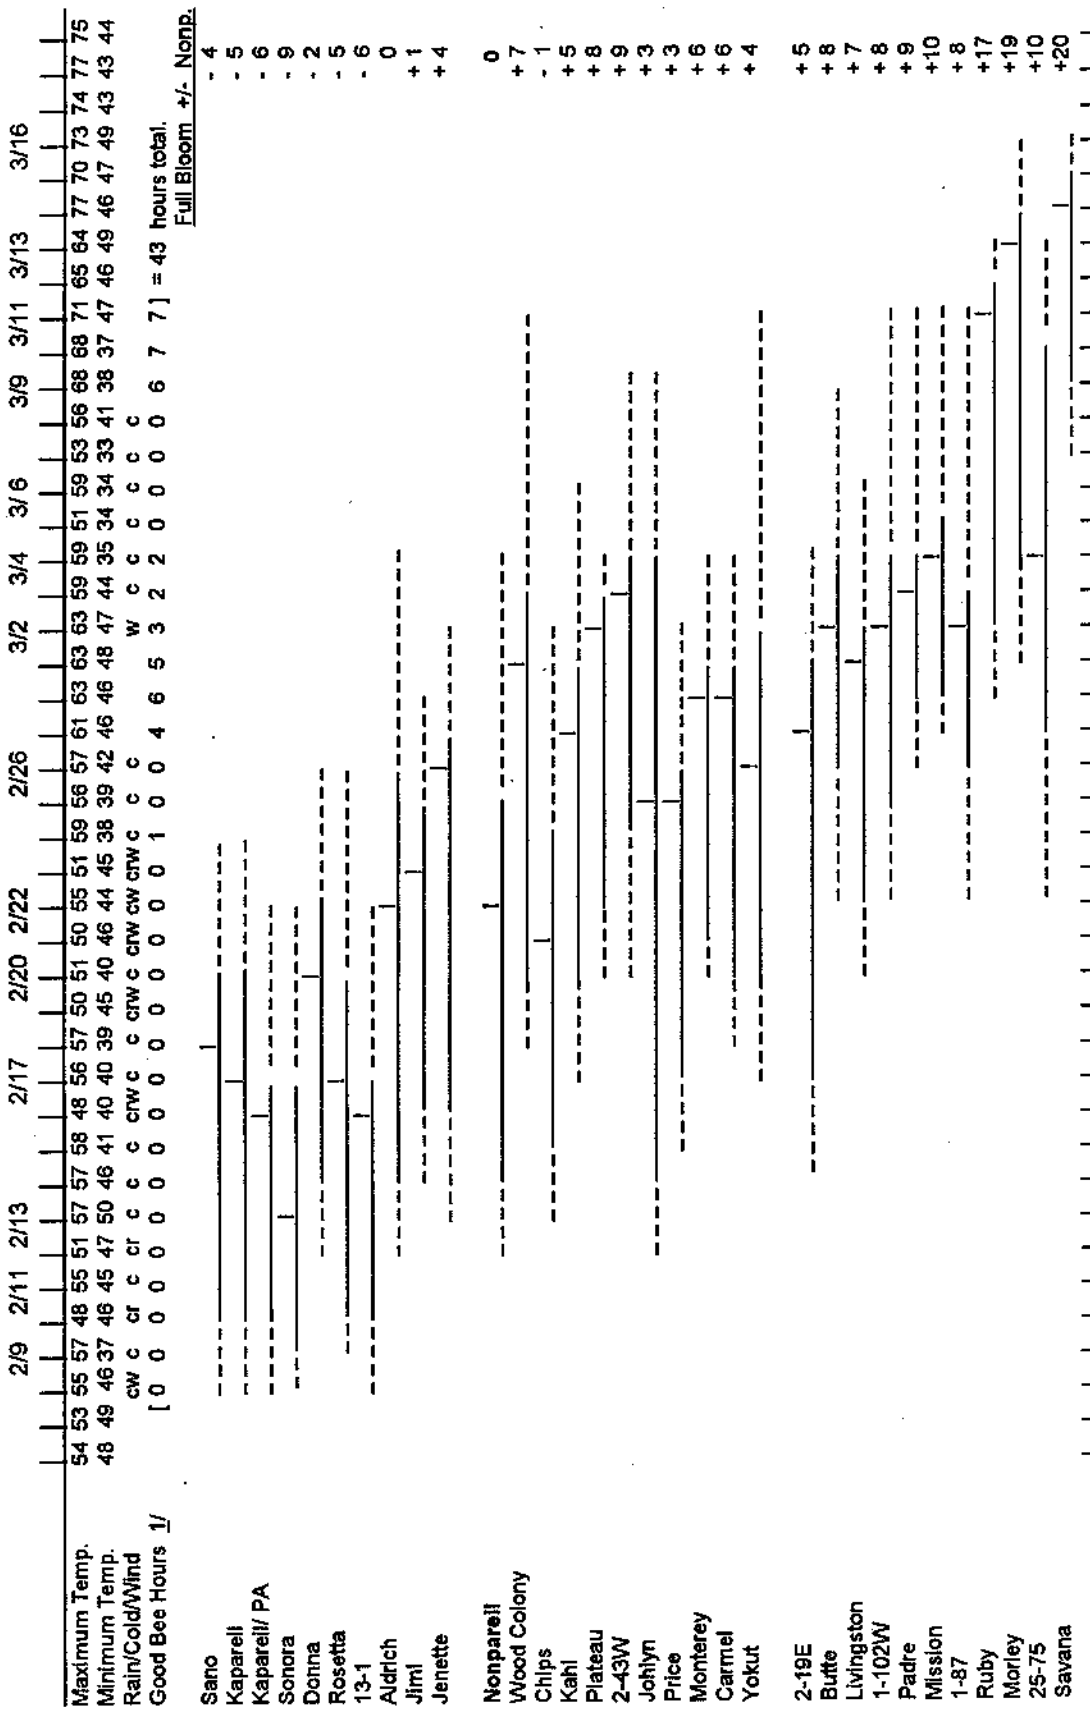 2/9 2/11 2/13 2/17 2/20 2/22 2/26 3/2 3/4 3/6 3/9 3/11 3/13 3/16
Maximum Temp. 54 53 55 57 48 55 51 57 57 58 48 56 57 50 51 50 55 51 59 56 57 61 63 63 63 59 59 51 59 53 56 68 68 71 65 64 77 70 73 74 77 75
Minimum Temp. 48 49 46 37 46 45 47 50 46 41 40 40 39 45 40 46 44 45 38 39 42 46 46 48 47 44 35 34 34 33 41 38 37 47 46 49 46 47 49 43 43 44
Rain/Cold/Wind cw c cr c cr c c c crw c c crw c crw cw crw c c c w c c c c c c
Good Bee Hours 1/ [ 0 0 0 0 0 0 0 0 0 0 0 0 0 0 0 0 1 0 0 4 6 5 3 2 2 0 0 0 0 6 7 7 ] = 43 hours total.
Full Bloom +/- Nonp.
Sano - 4
Kapareli - 5
Kapareil/ PA - 6
Sonora - 9
Donna - 2
Rosetta - 5
13-1 - 6
Aldrich 0
Jimi + 1
Jenette + 4
Nonpareil 0
Wood Colony + 7
Chips - 1
Kahl + 5
Plateau + 8
2-43W + 9
Johlyn + 3
Price + 3
Monterey + 6
Carmel + 6
Yokut + 4
2-19E +5
Butte + 8
Livingston + 7
1-102W + 8
Padre + 9
Mission +10
1-87 + 8
Ruby +17
Morley +19
25-75 +10
Savana +20